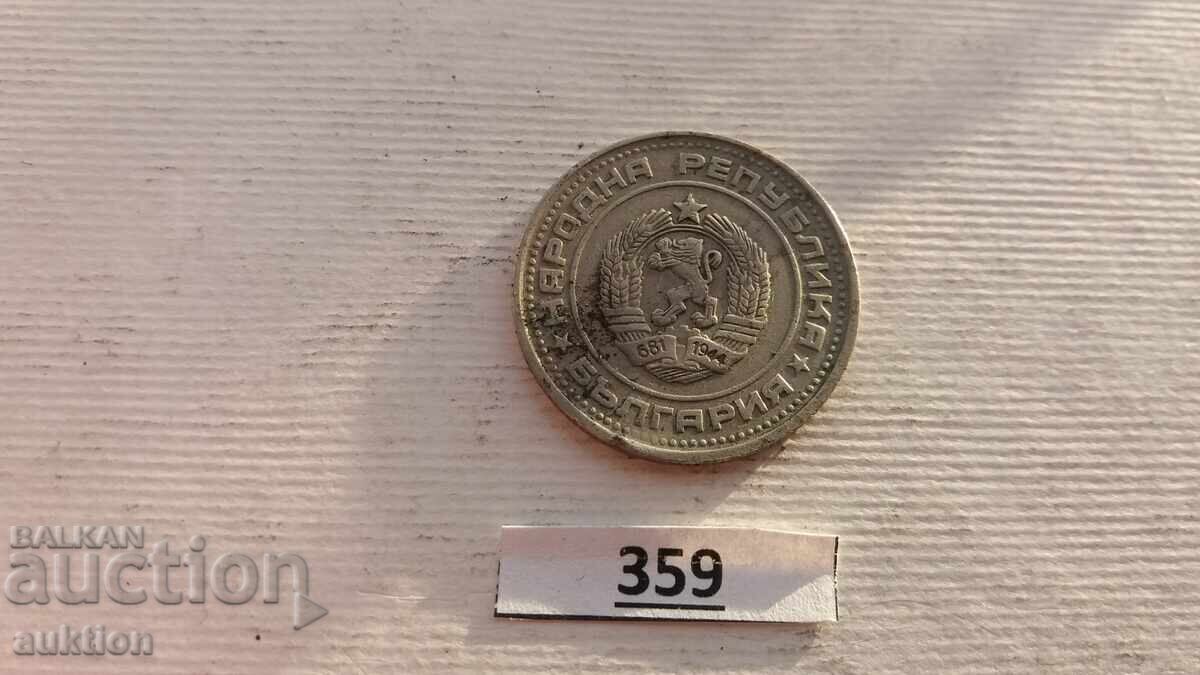 НАРОДНА РЕПУБЛИКА
681 1944
★ БЪЛГАРИЯ ★
359
BALKAN
auction
auktion